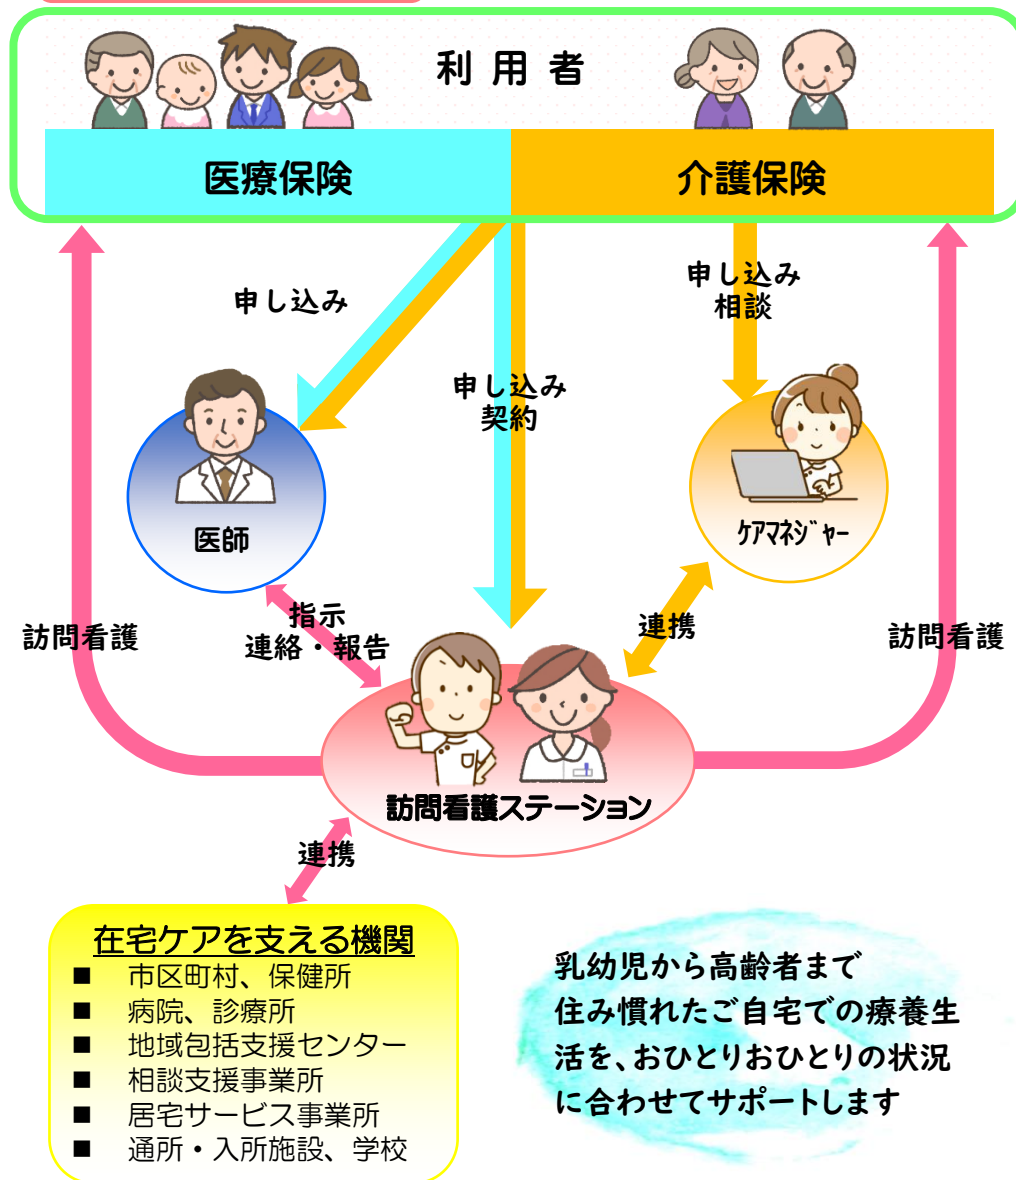 利用者
医療保険
介護保険
申し込み
申し込み
相談
申し込み
契約
医師
ケアマネジャー
指示
連絡・報告
連携
訪問看護
訪問看護
訪問看護ステーション
連携
在宅ケアを支える機関
■ 市区町村、保健所
■ 病院、診療所
■ 地域包括支援センター
■ 相談支援事業所
■ 居宅サービス事業所
■ 通所・入所施設、学校
乳幼児から高齢者まで
住み慣れたご自宅での療養生
活を、おひとりおひとりの状況
に合わせてサポートします